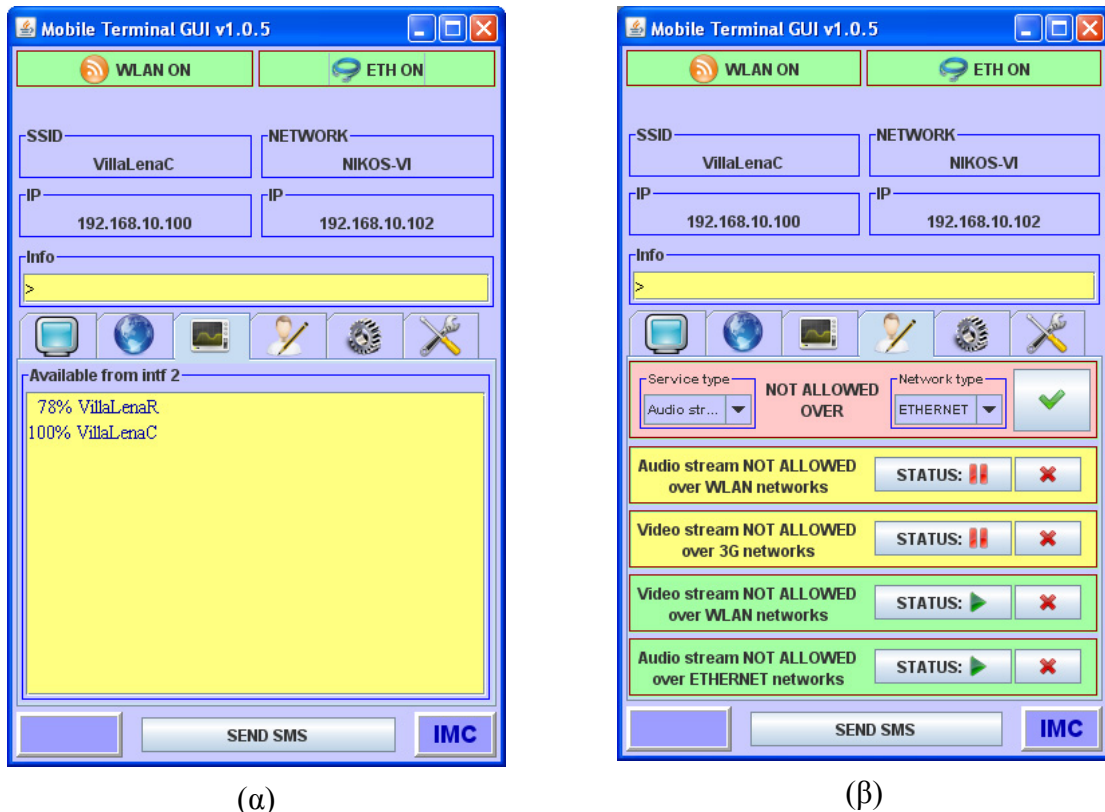 Mobile Terminal GUI v1.0.5
WLAN ON
ETH ON
SSID
VillaLenaC
NETWORK
NIKOS-VI
IP
192.168.10.100
IP
192.168.10.102
Info
>
Available from intf 2
78% VillaLenaR
100% VillaLenaC
SEND SMS
IMC
(α)
Mobile Terminal GUI v1.0.5
WLAN ON
ETH ON
SSID
VillaLenaC
NETWORK
NIKOS-VI
IP
192.168.10.100
IP
192.168.10.102
Info
>
Service type
Audio str...
NOT ALLOWED
OVER
Network type
ETHERNET
Audio stream NOT ALLOWED
over WLAN networks
STATUS:
Video stream NOT ALLOWED
over 3G networks
STATUS:
Video stream NOT ALLOWED
over WLAN networks
STATUS:
Audio stream NOT ALLOWED
over ETHERNET networks
STATUS:
SEND SMS
IMC
(β)